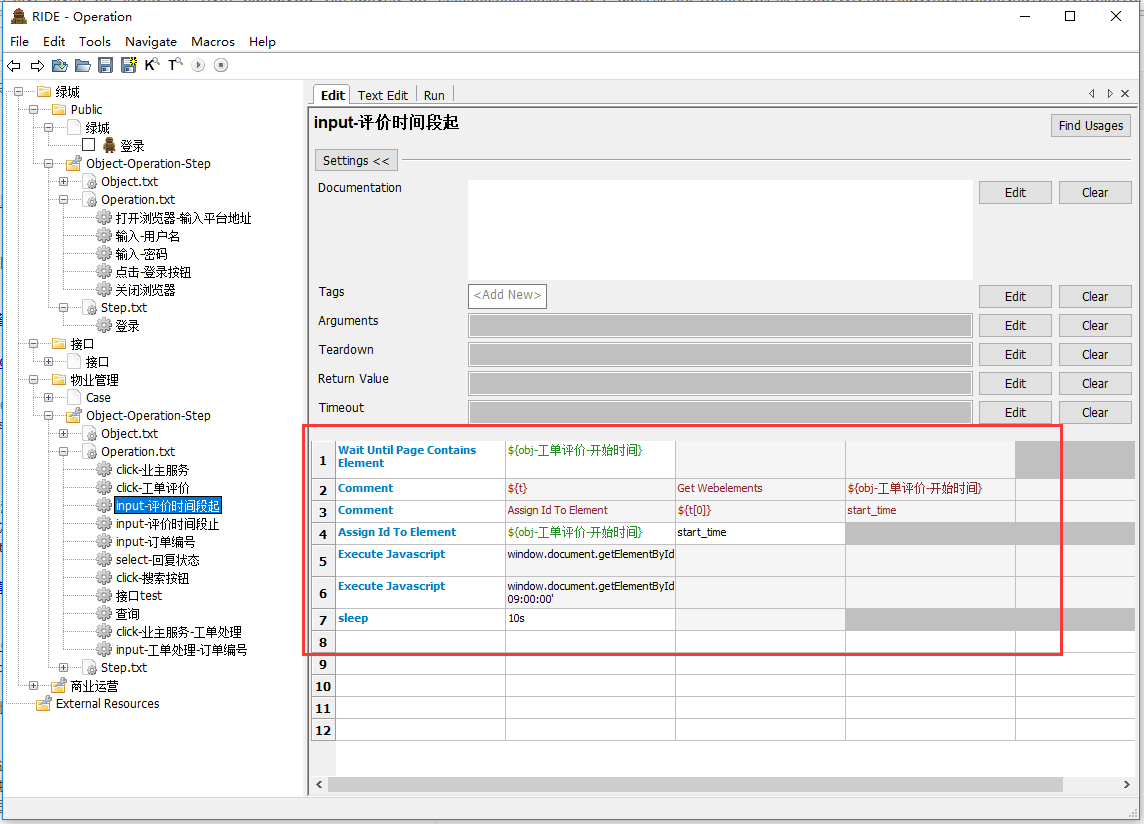 RIDE - Operation
File Edit Tools Navigate Macros Help
绿城
Public
绿城
登录
Object-Operation-Step
Object.txt
Operation.txt
打开浏览器-输入平台地址
输入-用户名
输入-密码
点击-登录按钮
关闭浏览器
Step.txt
登录
接口
接口
物业管理
Case
Object-Operation-Step
Object.txt
Operation.txt
click-业主服务
click-工单评价
input-评价时间段起
input-评价时间段止
input-订单编号
select-回复状态
click-搜索按钮
接口test
查询
click-业主服务-工单处理
input-工单处理-订单编号
Step.txt
商业运营
External Resources
Edit Text Edit Run
input-评价时间段起
Find Usages
Settings <<
Documentation Edit Clear
Tags <Add New> Edit Clear
Arguments Edit Clear
Teardown Edit Clear
Return Value Edit Clear
Timeout Edit Clear
1 Wait Until Page Contains Element ${obj-工单评价-开始时间}
2 Comment ${t} Get Webelements ${obj-工单评价-开始时间}
3 Comment Assign Id To Element ${t[0]} start_time
4 Assign Id To Element ${obj-工单评价-开始时间} start_time
5 Execute Javascript window.document.getElementById
6 Execute Javascript window.document.getElementById
09:00:00'
7 sleep 10s
8
9
10
11
12